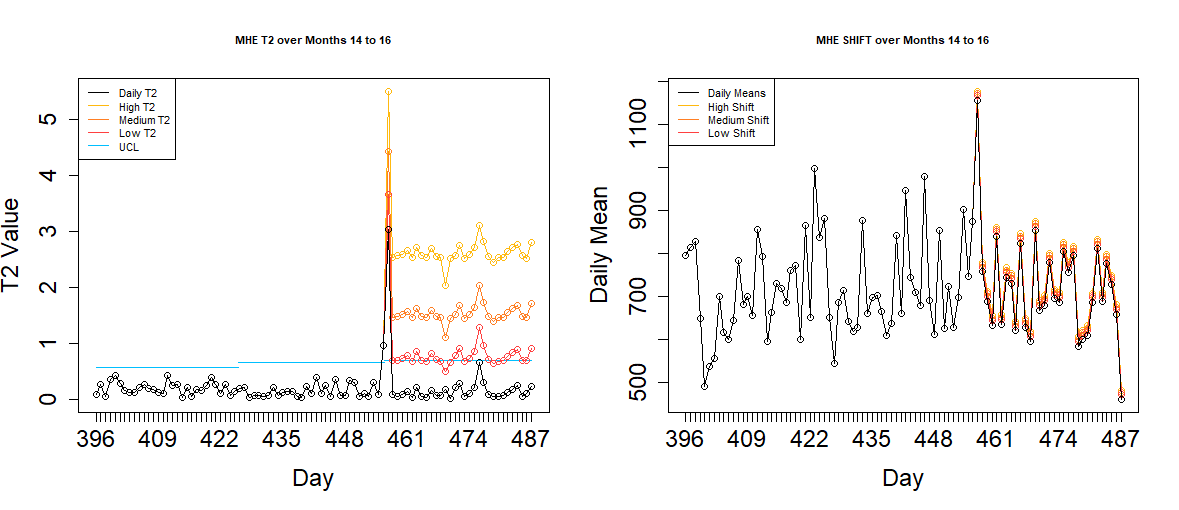 MHE T2 over Months 14 to 16
Daily T2
High T2
Medium T2
Low T2
UCL
T2 Value
0
1
2
3
4
5
396
409
422
435
448
461
474
487
Day
MHE SHIFT over Months 14 to 16
Daily Means
High Shift
Medium Shift
Low Shift
Daily Mean
500
700
900
1100
396
409
422
435
448
461
474
487
Day